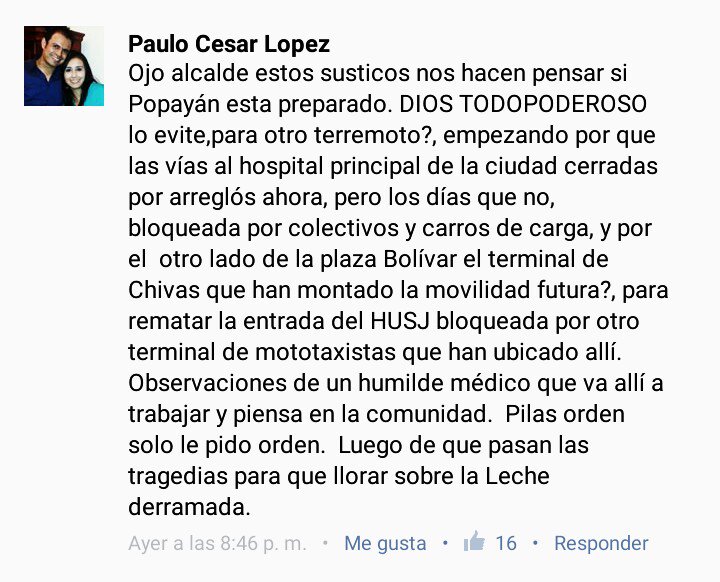 Paulo Cesar Lopez
Ojo alcalde estos susticos nos hacen pensar si
Popayán esta preparado. DIOS TODOPODEROSO
lo evite,para otro terremoto?, empezando por que
las vías al hospital principal de la ciudad cerradas
por arreglós ahora, pero los días que no,
bloqueada por colectivos y carros de carga, y por
el  otro lado de la plaza Bolívar el terminal de
Chivas que han montado la movilidad futura?, para
rematar la entrada del HUSJ bloqueada por otro
terminal de mototaxistas que han ubicado allí.
Observaciones de un humilde médico que va allí a
trabajar y piensa en la comunidad.  Pilas orden
solo le pido orden.  Luego de que pasan las
tragedias para que llorar sobre la Leche
derramada.
Ayer a las 8:46 p. m. • Me gusta • 16 • Responder